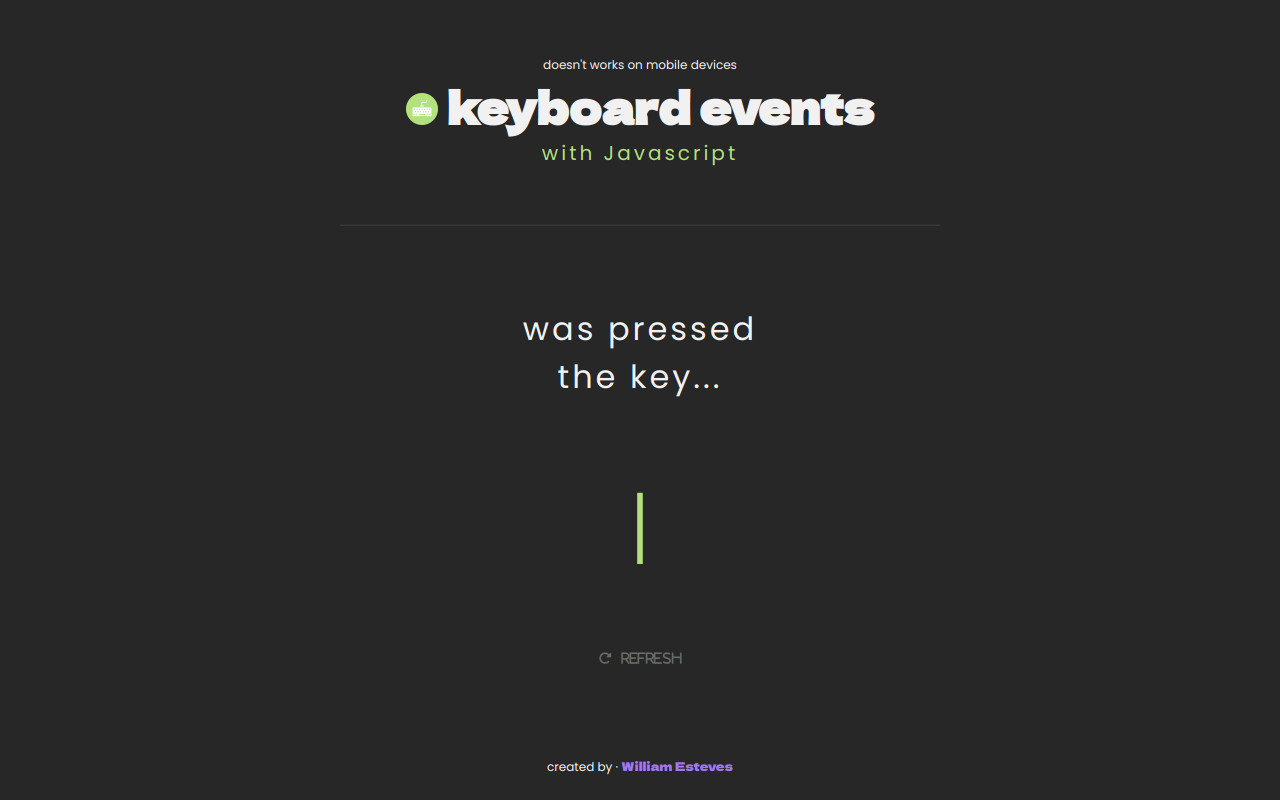 doesn't works on mobile devices
keyboard events
with Javascript
was pressed
the key...
REFRESH
created by · William Esteves